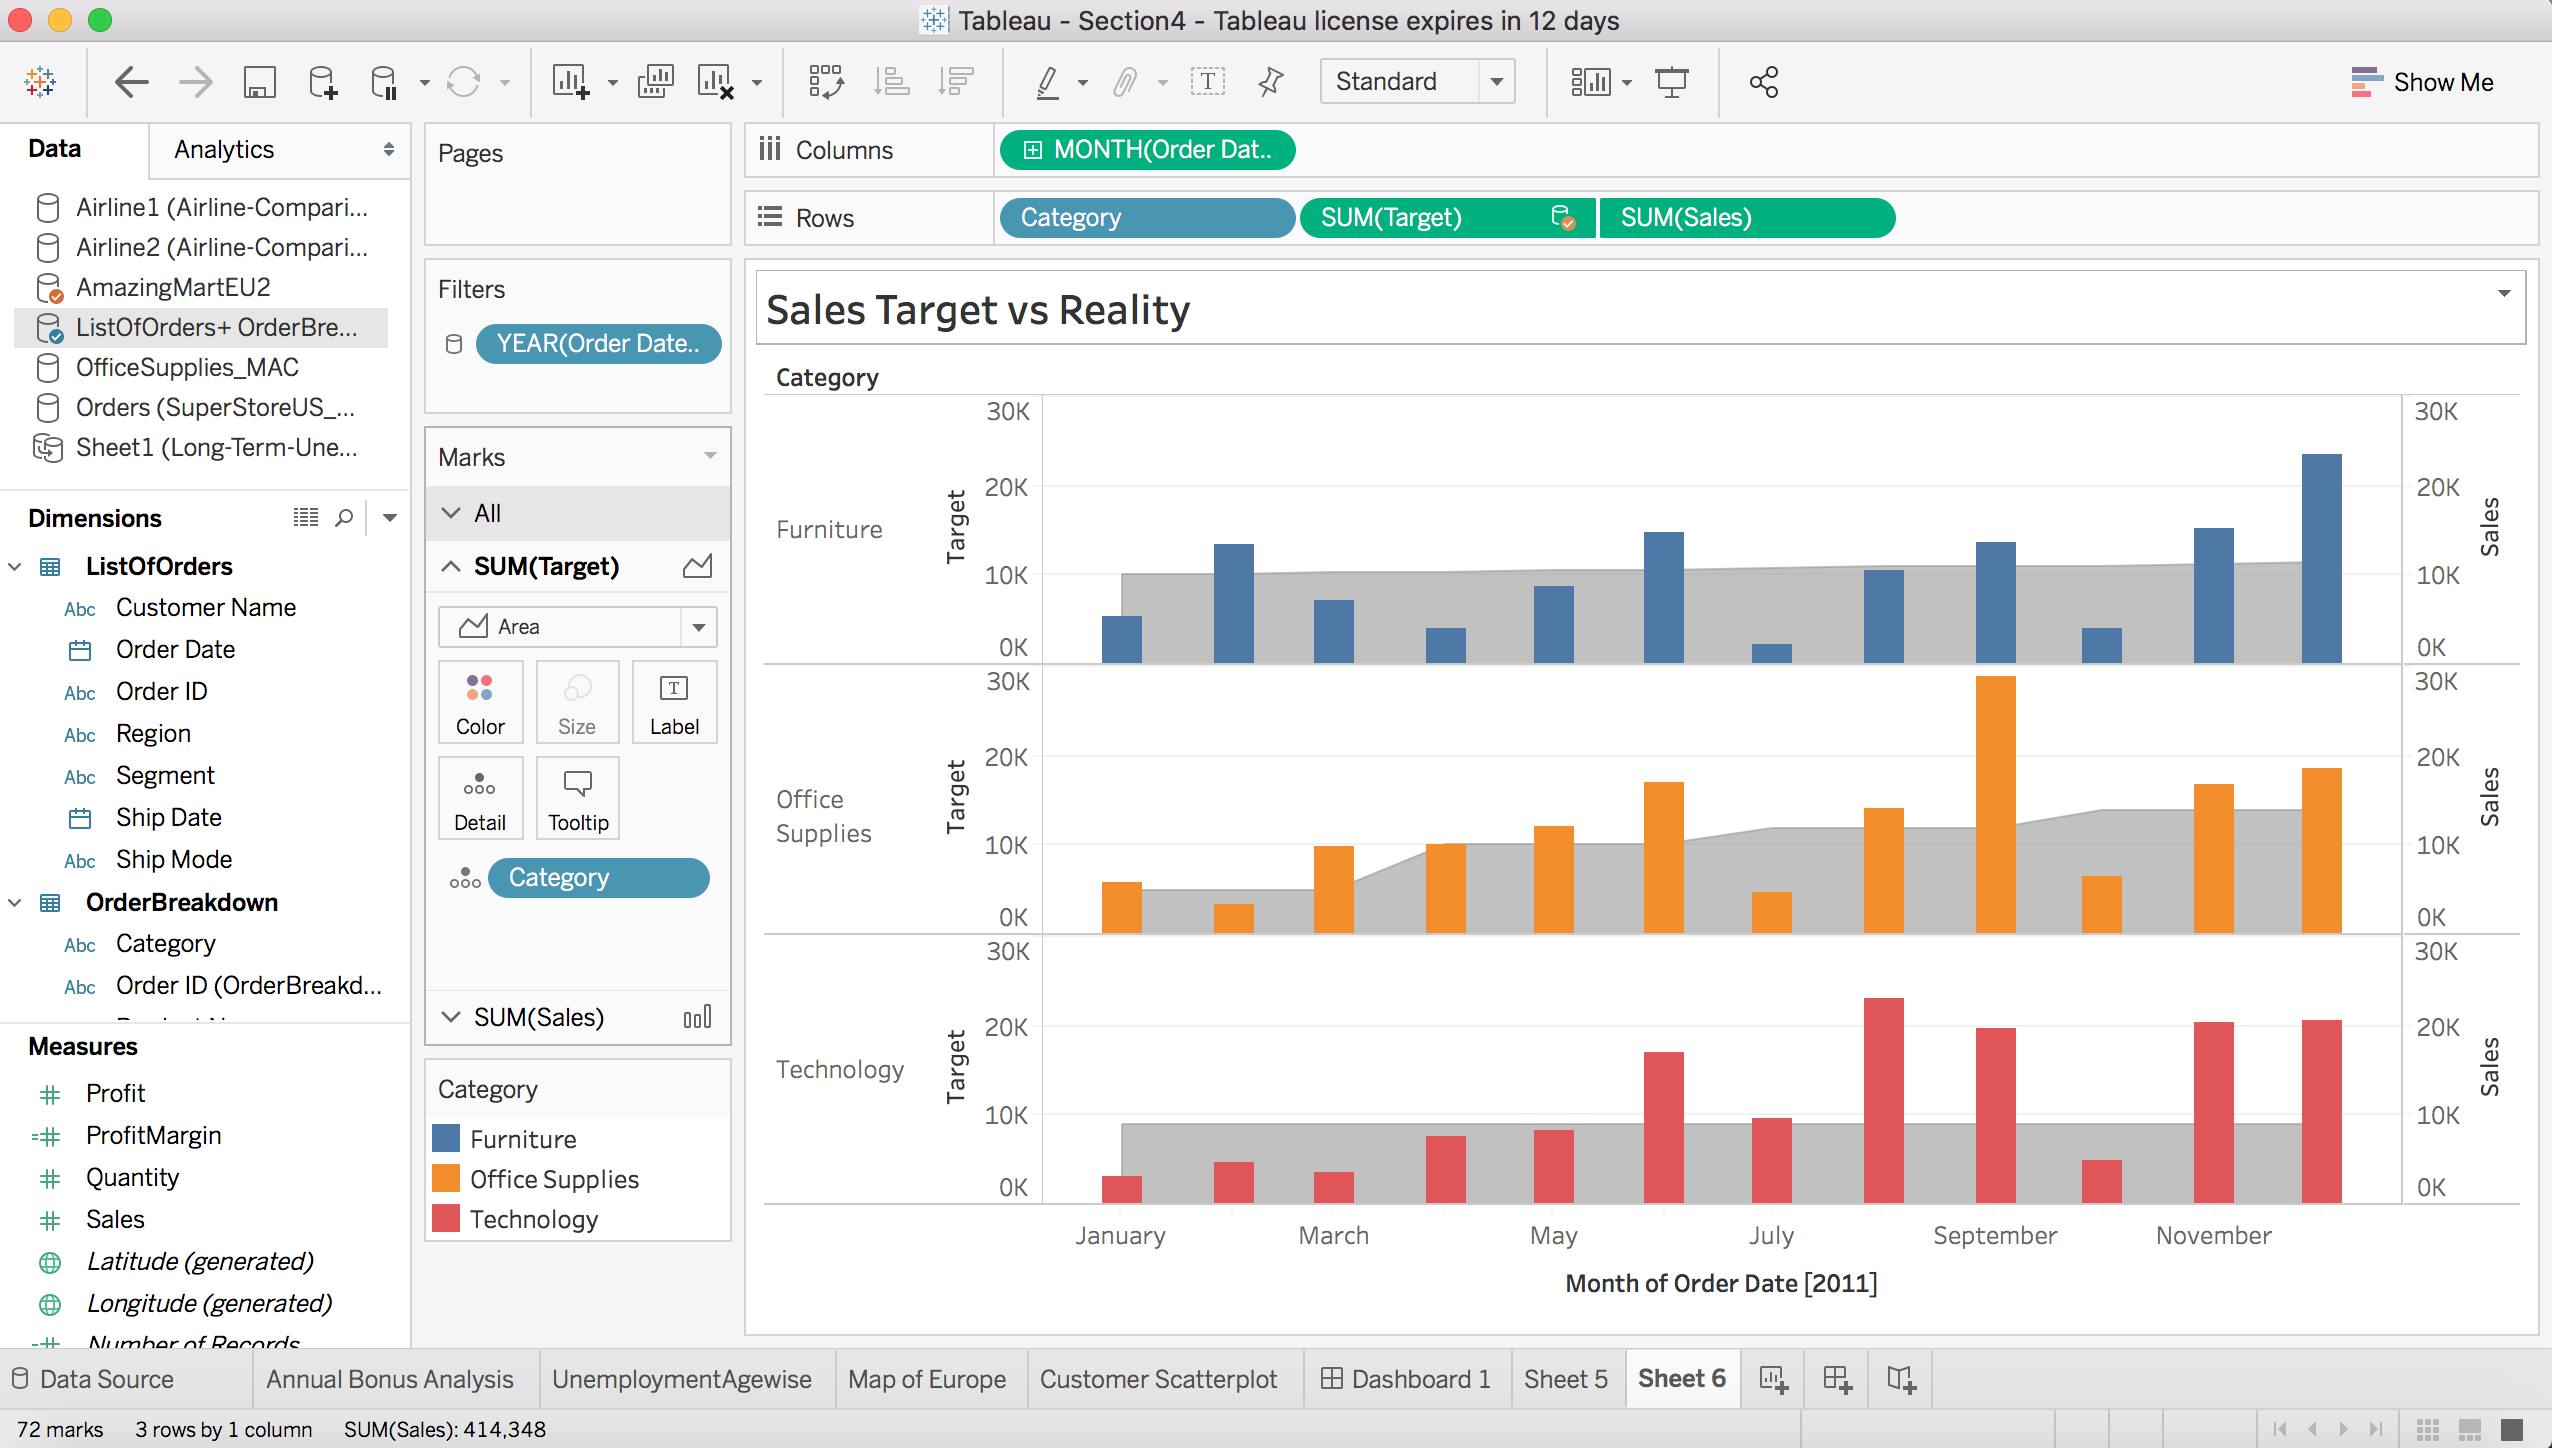 Tableau - Section4 - Tableau license expires in 12 days
Standard
Show Me
Data
Analytics
Airline1 (Airline-Compari...
Airline2 (Airline-Compari...
AmazingMartEU2
ListOfOrders+ OrderBre...
OfficeSupplies_MAC
Orders (SuperStoreUS_...
Sheet1 (Long-Term-Une...
Dimensions
ListOfOrders
Abc Customer Name
Order Date
Abc Order ID
Abc Region
Abc Segment
Ship Date
Abc Ship Mode
OrderBreakdown
Abc Category
Abc Order ID (OrderBreakd...
Measures
Profit
ProfitMargin
Quantity
Sales
Latitude (generated)
Longitude (generated)
Number of Records
Pages
Filters
YEAR(Order Date..
Marks
All
SUM(Target)
Area
Color
Size
Label
Detail
Tooltip
Category
SUM(Sales)
Category
Furniture
Office Supplies
Technology
Columns
MONTH(Order Dat..
Rows
Category
SUM(Target)
SUM(Sales)
Sales Target vs Reality
Category
Furniture
Target
30K
20K
10K
0K
30K
20K
10K
0K
Sales
Office
Supplies
Target
30K
20K
10K
0K
30K
20K
10K
0K
Sales
Technology
Target
30K
20K
10K
0K
30K
20K
10K
0K
Sales
January
March
May
July
September
November
Month of Order Date [2011]
Data Source
Annual Bonus Analysis
UnemploymentAgewise
Map of Europe
Customer Scatterplot
Dashboard 1
Sheet 5
Sheet 6
72 marks
3 rows by 1 column
SUM(Sales): 414,348